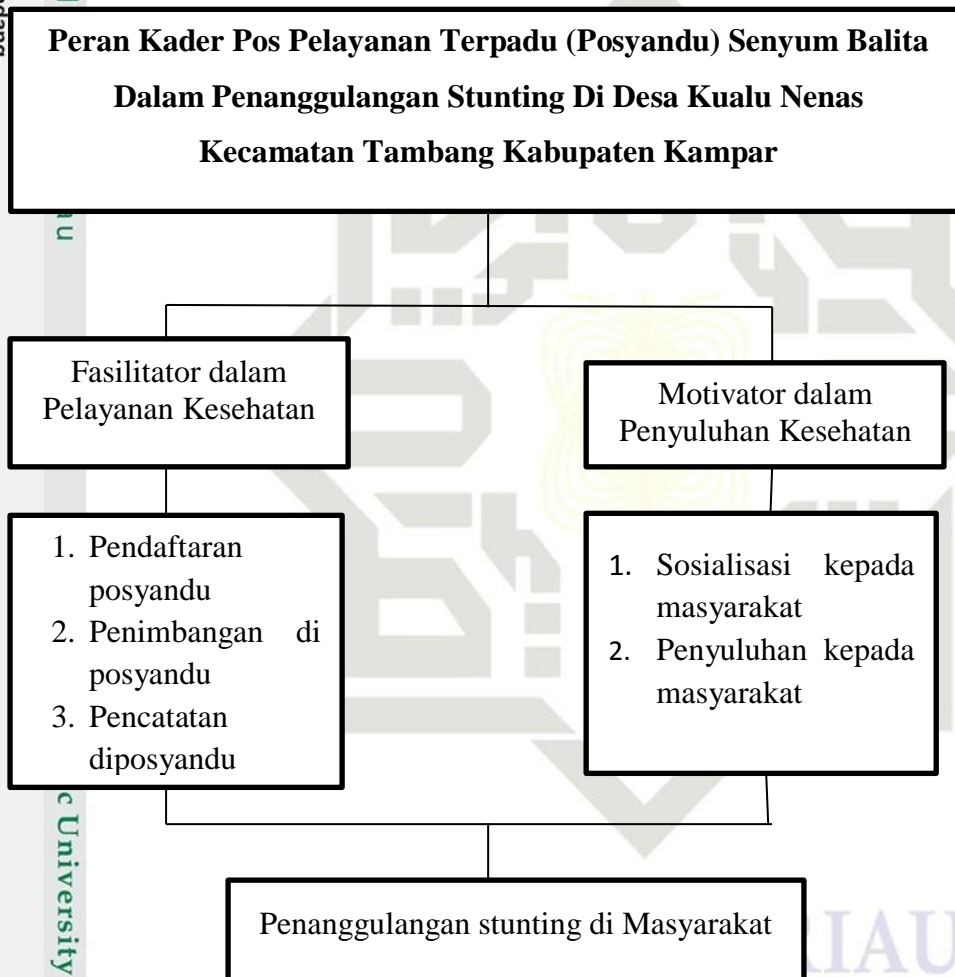 Peran Kader Pos Pelayanan Terpadu (Posyandu) Senyum Balita
Dalam Penanggulangan Stunting Di Desa Kualu Nenas
Kecamatan Tambang Kabupaten Kampar
Fasilitator dalam
Pelayanan Kesehatan
Motivator dalam
Penyuluhan Kesehatan
1. Pendaftaran
posyandu
2. Penimbangan di
posyandu
3. Pencatatan
diposyandu
1. Sosialisasi kepada
masyarakat
2. Penyuluhan kepada
masyarakat
Penanggulangan stunting di Masyarakat
c University
RIAU